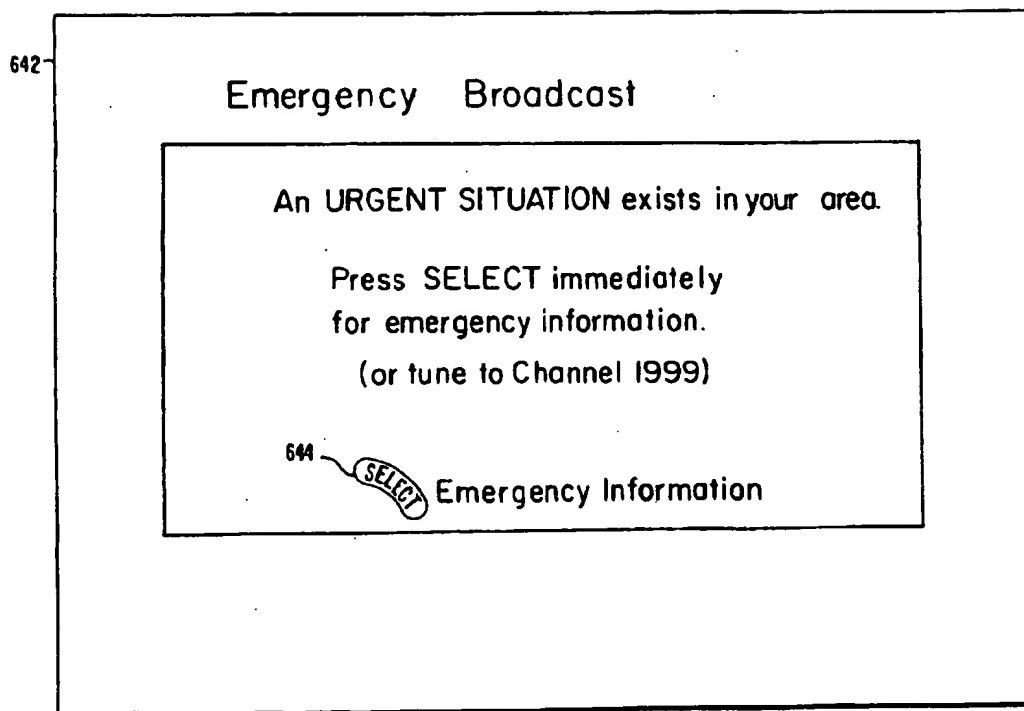 642
Emergency Broadcast
An URGENT SITUATION exists in your area.
Press SELECT immediately
for emergency information.
(or tune to Channel 1999)
644
SELECT Emergency Information